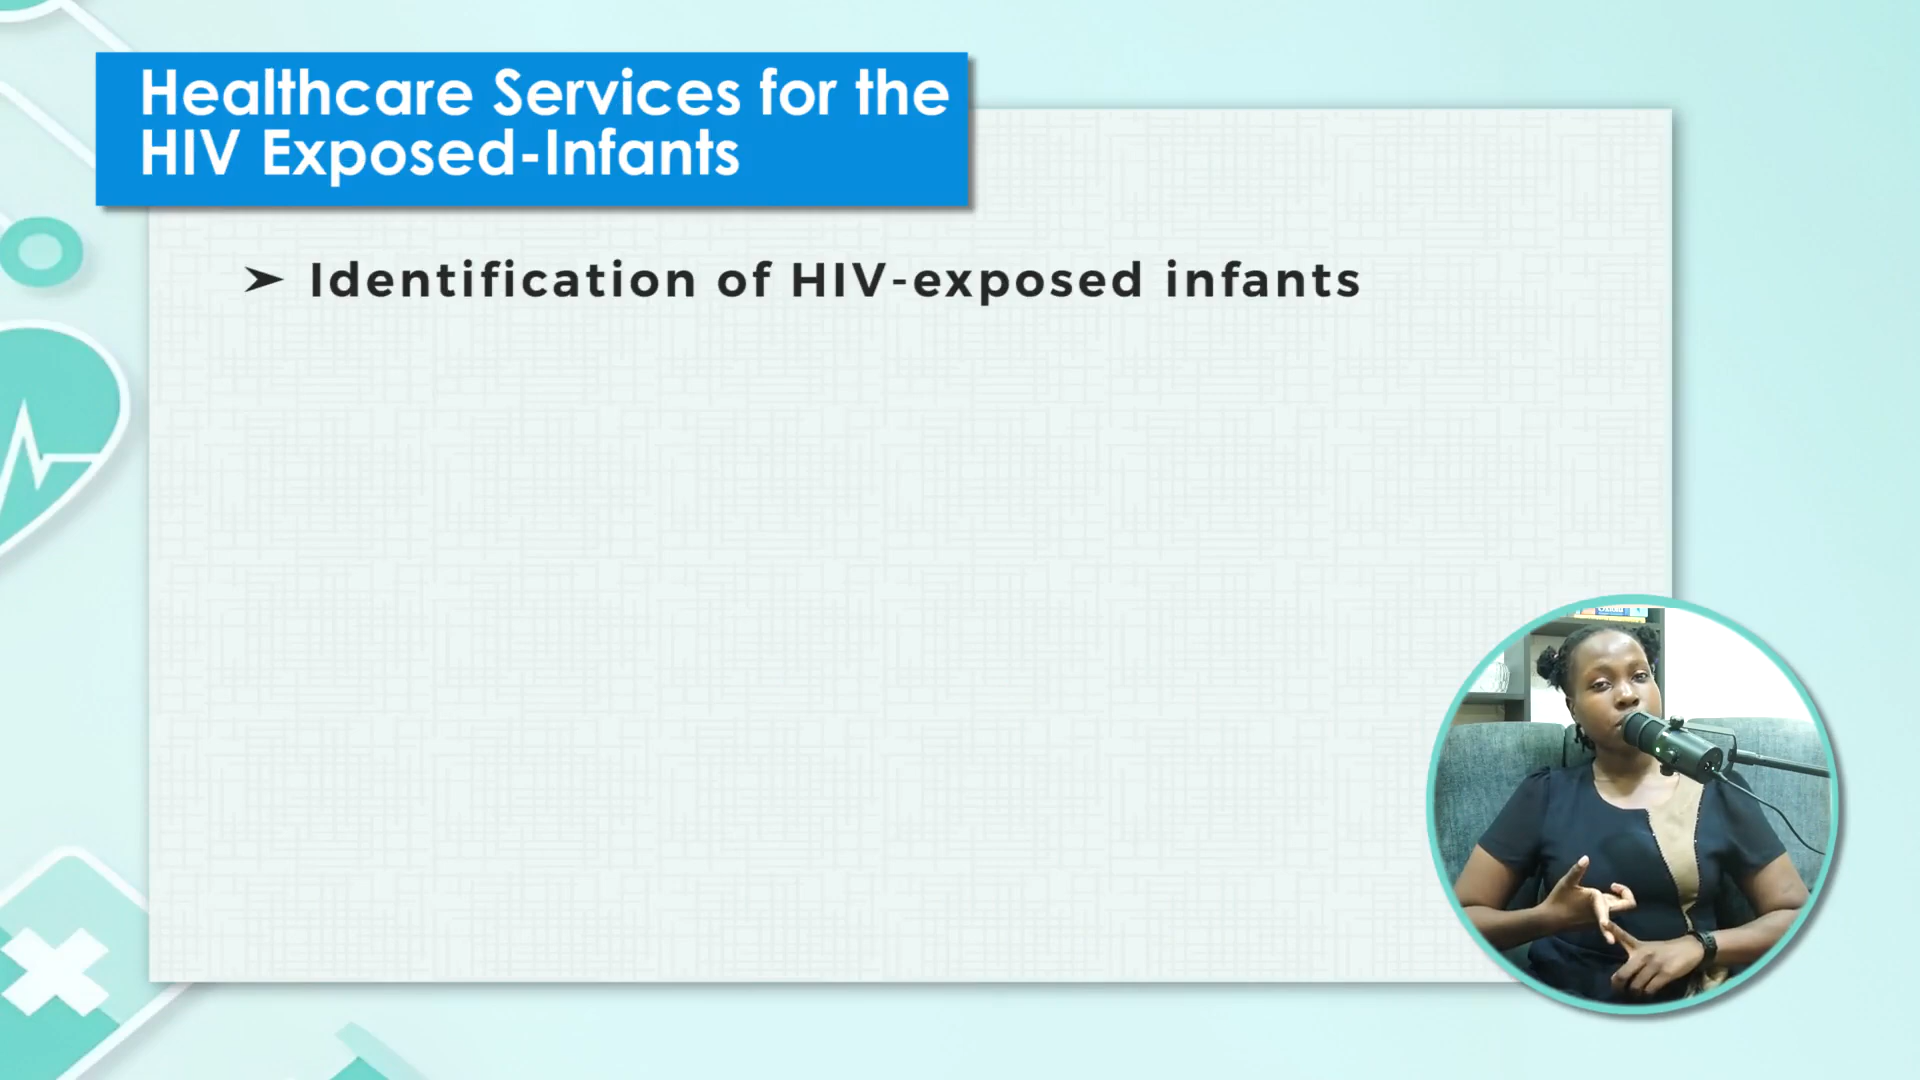 Healthcare Services for the
HIV Exposed-Infants
➤ Identification of HIV-exposed infants